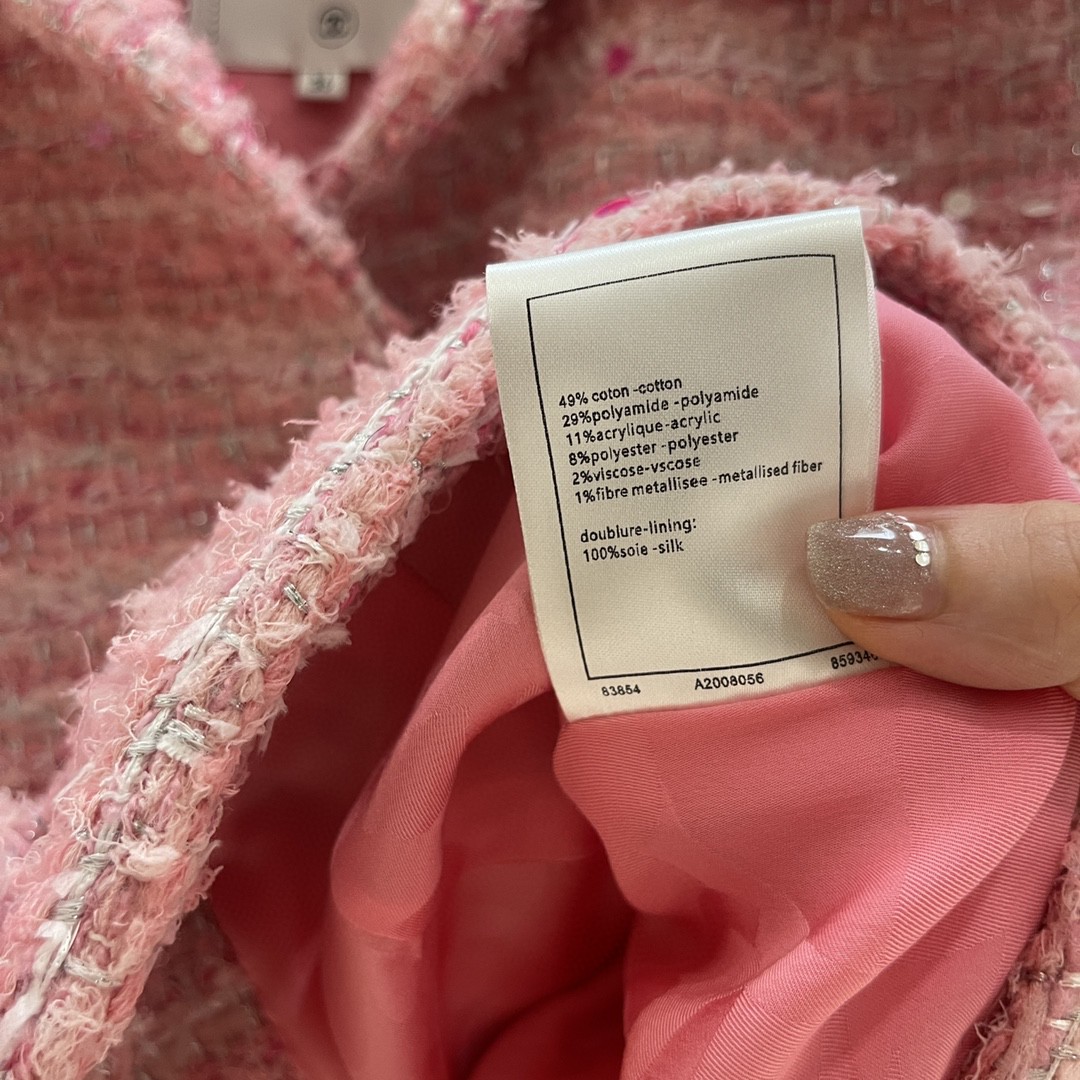 49% coton -cotton
29%polyamide -polyamide
11%acrylique-acrylic
8%polyester -polyester
2%viscose-vscose
1%fibre metallisee -metallised fiber
doublure-lining:
100%soie -silk
83854 A2008056